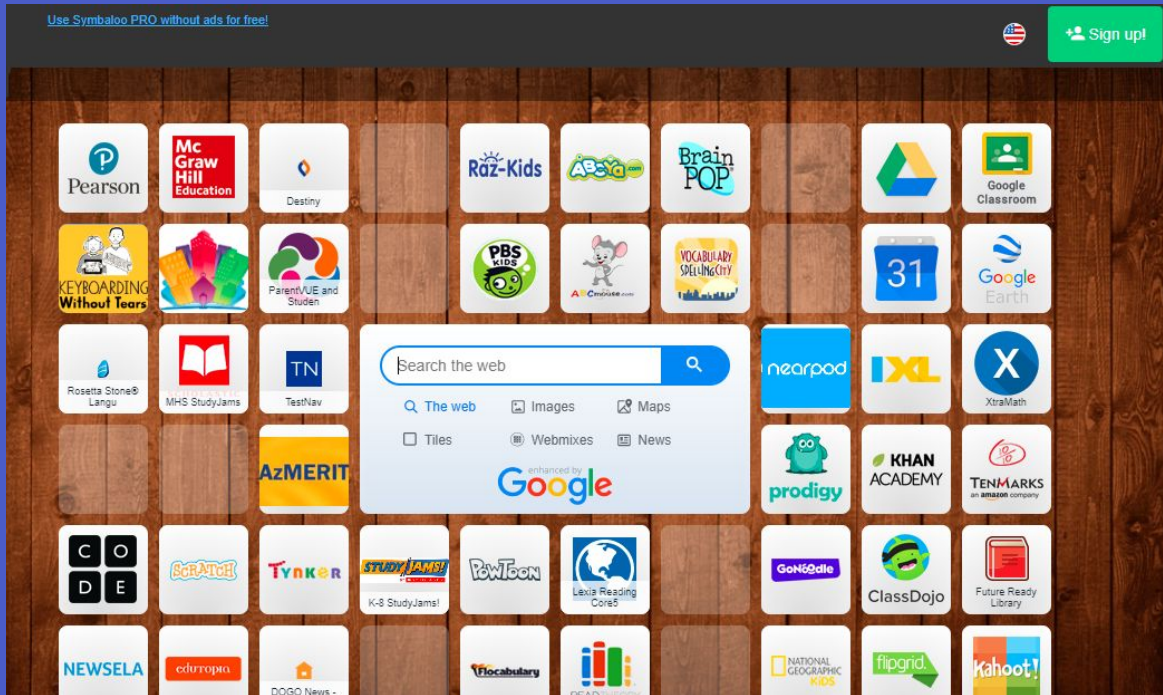 Use Symbaloo PRO without ads for free!
Sign up!
Pearson
Mc
Graw
Hill
Education
Destiny
Raz-Kids
ABCYa.com
Brain
POP
Google
Classroom
KEYBOARDING
Without Tears
ParentVUE and
Studen
PBS
KIDS
ABCmouse.com
VOCABULARY
SPELLINGCITY
31
Google
Earth
Rosetta Stone®
Langu
MHS StudyJams
TN
TestNav
Search the web
The web
Images
Maps
Tiles
Webmixes
News
enhanced by
Google
nearpod
IXL
X
XtraMath
AzMERIT
prodigy
KHAN
ACADEMY
TENMARKS
an amazon company
CO
DE
SCRATCH
TYNKER
STUDY JAMS!
K-8 StudyJams!
POWTOON
Lexia Reading
Core5
GoNoodle
ClassDojo
Future Ready
Library
NEWSELA
edutopia
DOGO News -
Flocabulary
READTHEORY
NATIONAL
GEOGRAPHIC
KiDS
flipgrid.
Kahoot!